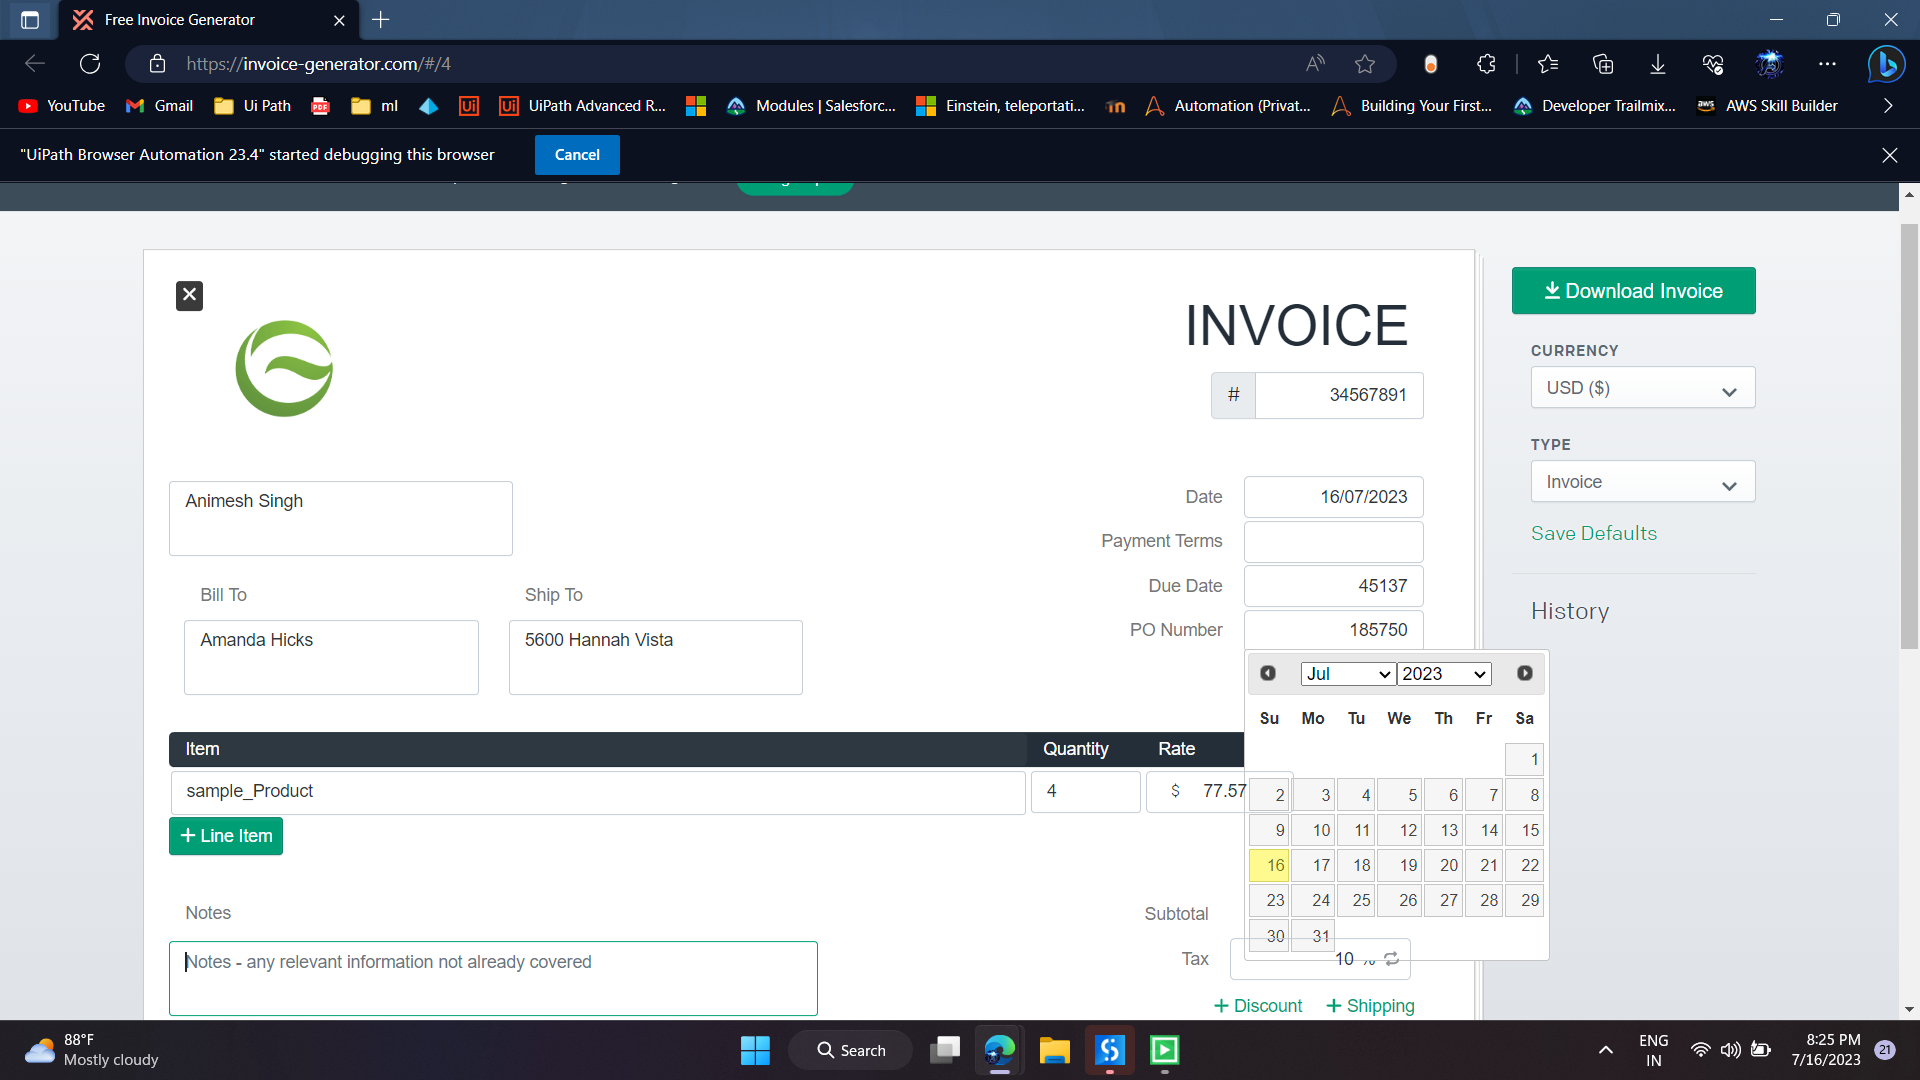 Free Invoice Generator
https://invoice-generator.com/#/4
YouTube
Gmail
Ui Path
ml
UiPath Advanced R...
Modules | Salesforc...
Einstein, teleportati...
Automation (Privat...
Building Your First...
Developer Trailmix...
AWS Skill Builder
"UiPath Browser Automation 23.4" started debugging this browser
Cancel
INVOICE
# 34567891
Download Invoice
CURRENCY
USD ($)
TYPE
Invoice
Save Defaults
History
Animesh Singh
Date 16/07/2023
Payment Terms
Due Date 45137
PO Number 185750
Bill To
Ship To
Amanda Hicks
5600 Hannah Vista
Jul 2023
Su Mo Tu We Th Fr Sa
1
2 3 4 5 6 7 8
9 10 11 12 13 14 15
16 17 18 19 20 21 22
23 24 25 26 27 28 29
30 31
Item Quantity Rate
sample_Product 4 $ 77.57
+ Line Item
Notes
Notes - any relevant information not already covered
Subtotal
Tax 10 %
+ Discount + Shipping
88°F
Mostly cloudy
Search
ENG
IN
8:25 PM
7/16/2023
21